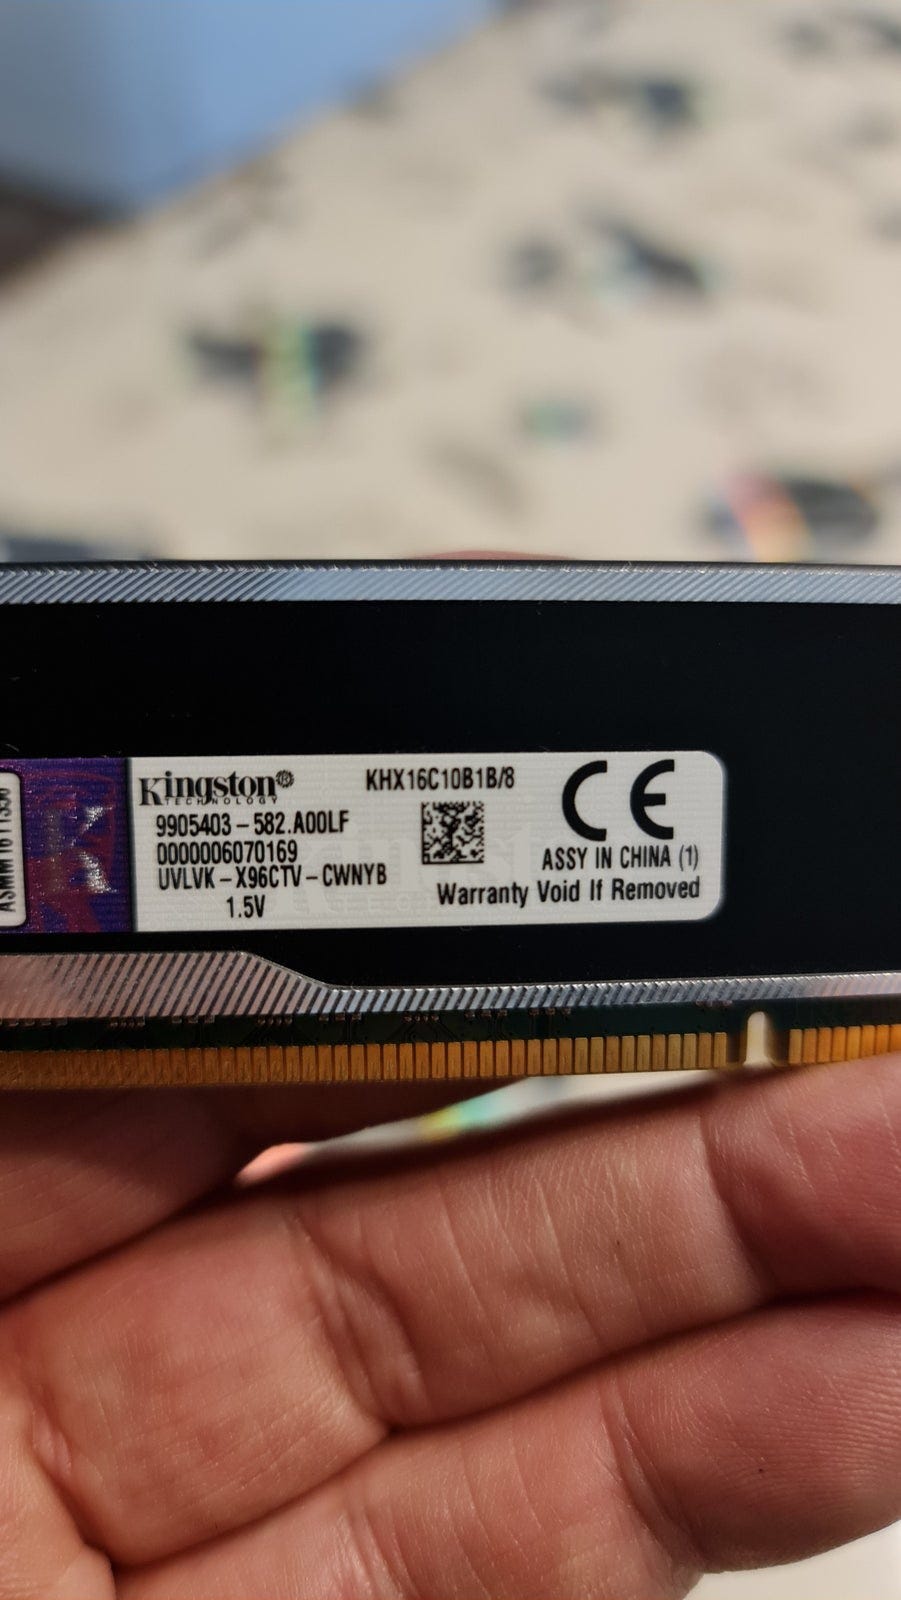 ASMM1611350
Kingston
TECHNOLOGY
KHX16C10B1B/8
9905403-582.A00LF
0000006070169
UVLVK-X96CTV-CWNYB
1.5V
CE
ASSY IN CHINA (1)
Warranty Void If Removed